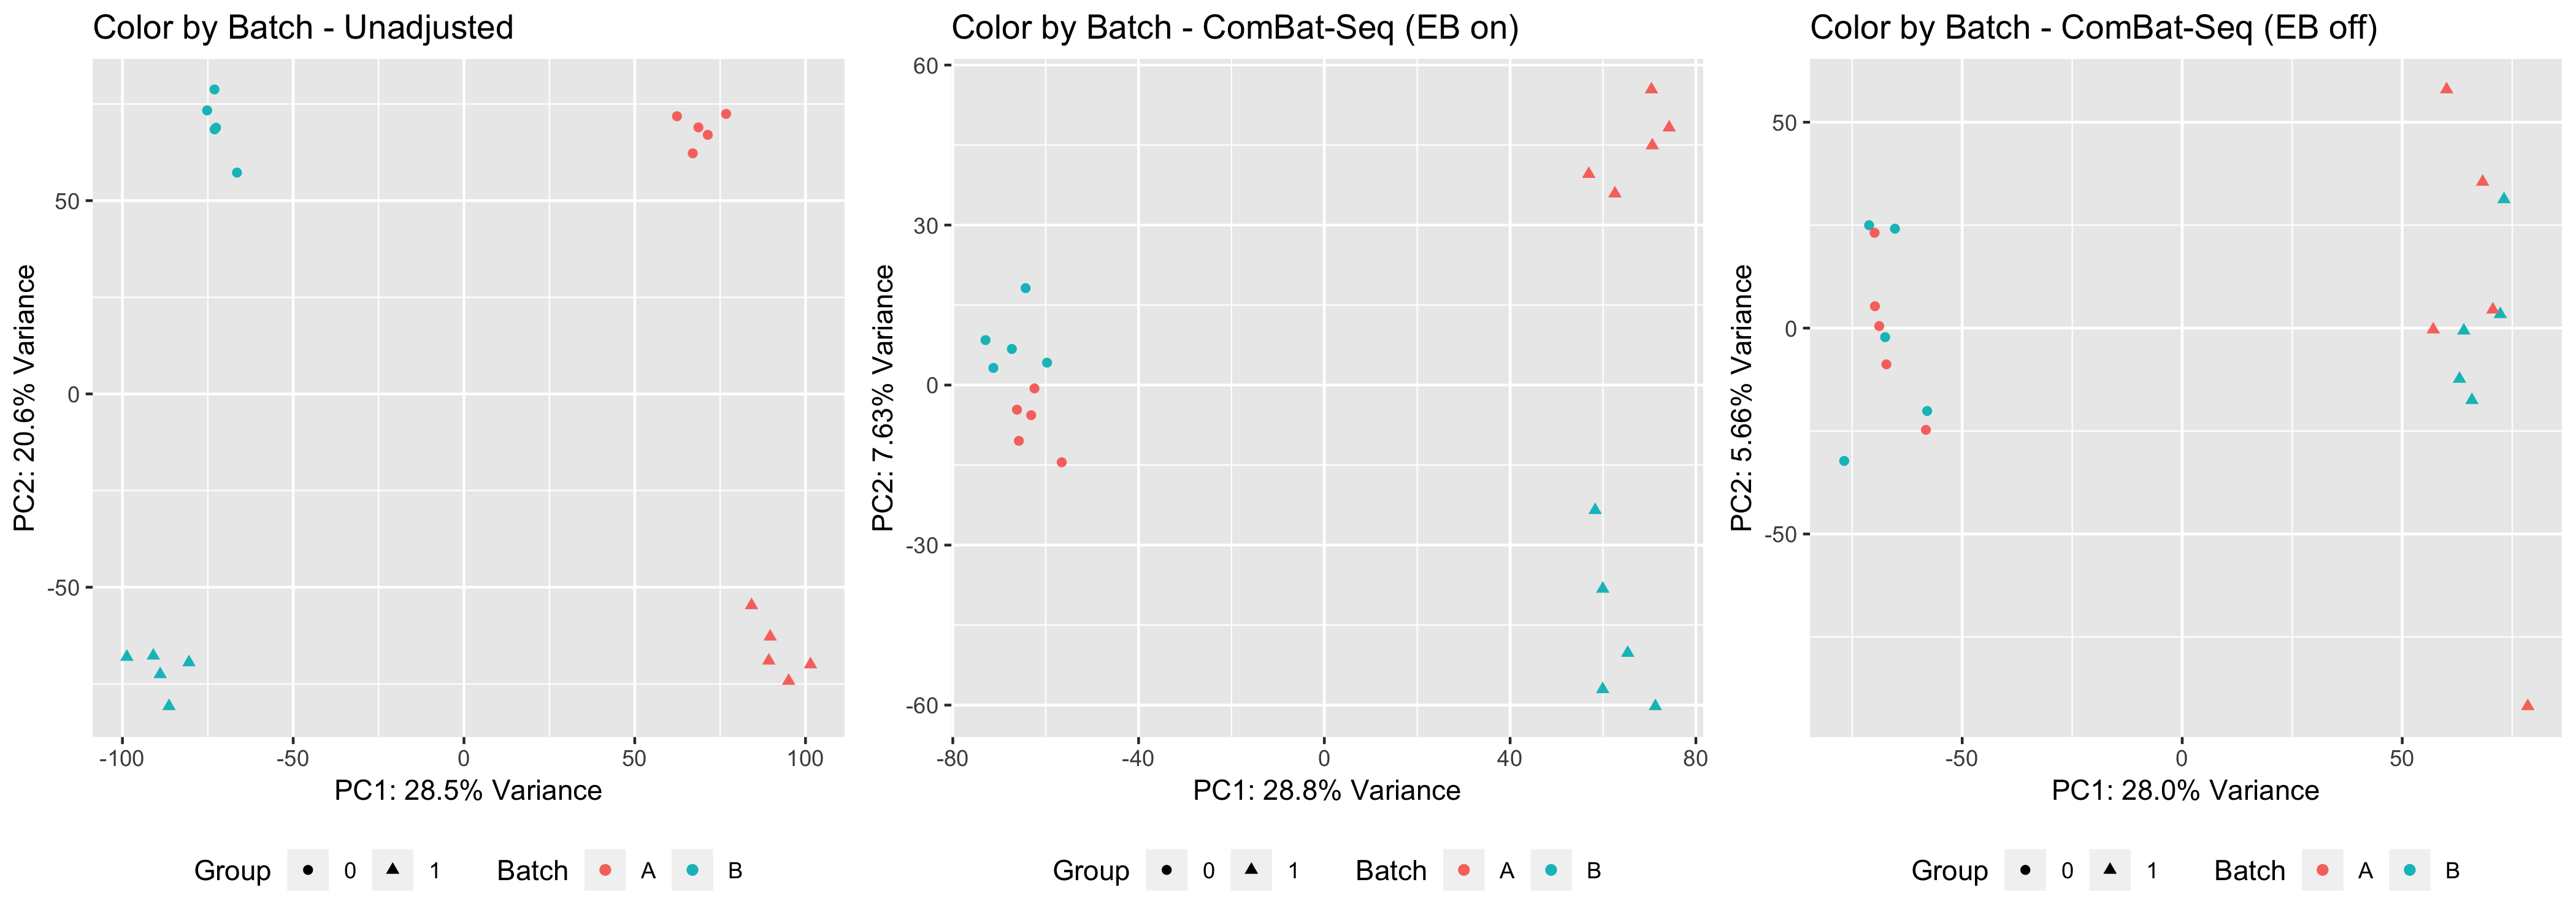 Color by Batch - Unadjusted
PC2: 20.6% Variance
50
0
-50
-100
-50
0
50
100
PC1: 28.5% Variance
Group 0 1 Batch A B
Color by Batch - ComBat-Seq (EB on)
PC2: 7.63% Variance
60
30
0
-30
-60
-80
-40
0
40
80
PC1: 28.8% Variance
Group 0 1 Batch A B
Color by Batch - ComBat-Seq (EB off)
PC2: 5.66% Variance
50
0
-50
-50
0
50
PC1: 28.0% Variance
Group 0 1 Batch A B